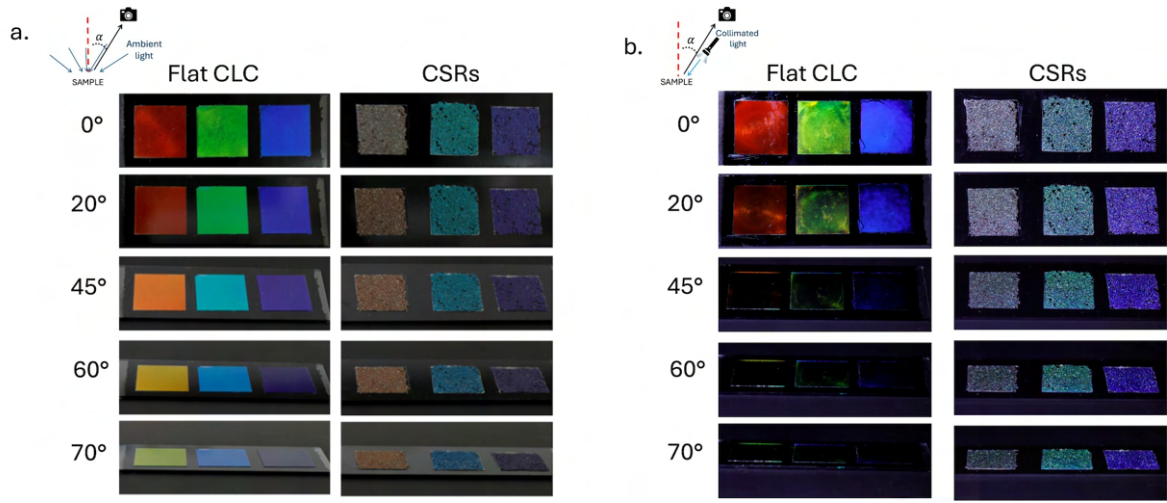 a.
α
Ambient
light
SAMPLE
Flat CLC
CSRs
0°
20°
45°
60°
70°
b.
α
Collimated
light
SAMPLE
Flat CLC
CSRs
0°
20°
45°
60°
70°